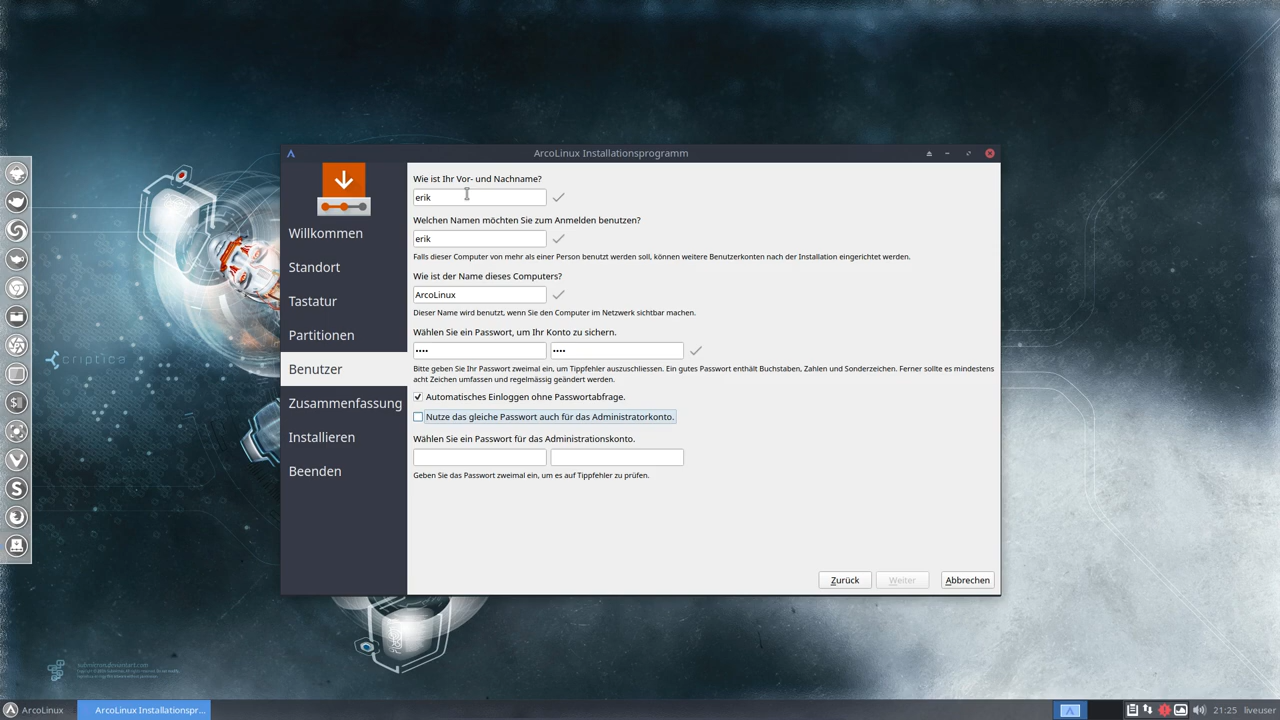 ArcoLinux Installationsprogramm
Wie ist Ihr Vor- und Nachname?
erik
Welchen Namen möchten Sie zum Anmelden benutzen?
erik
Falls dieser Computer von mehr als einer Person benutzt werden soll, können weitere Benutzerkonten nach der Installation eingerichtet werden.
Wie ist der Name dieses Computers?
ArcoLinux
Dieser Name wird benutzt, wenn Sie den Computer im Netzwerk sichtbar machen.
Wählen Sie ein Passwort, um Ihr Konto zu sichern.
•••• ••••
Bitte geben Sie Ihr Passwort zweimal ein, um Tippfehler auszuschliessen. Ein gutes Passwort enthält Buchstaben, Zahlen und Sonderzeichen. Ferner sollte es mindestens
acht Zeichen umfassen und regelmässig geändert werden.
Automatisches Einloggen ohne Passwortabfrage.
Nutze das gleiche Passwort auch für das Administratorkonto.
Wählen Sie ein Passwort für das Administrationskonto.
Geben Sie das Passwort zweimal ein, um es auf Tippfehler zu prüfen.
Willkommen
Standort
Tastatur
Partitionen
Benutzer
Zusammenfassung
Installieren
Beenden
Zurück Weiter Abbrechen
criptics
ArcoLinux
ArcoLinux Installationspr...
21:25 liveuser